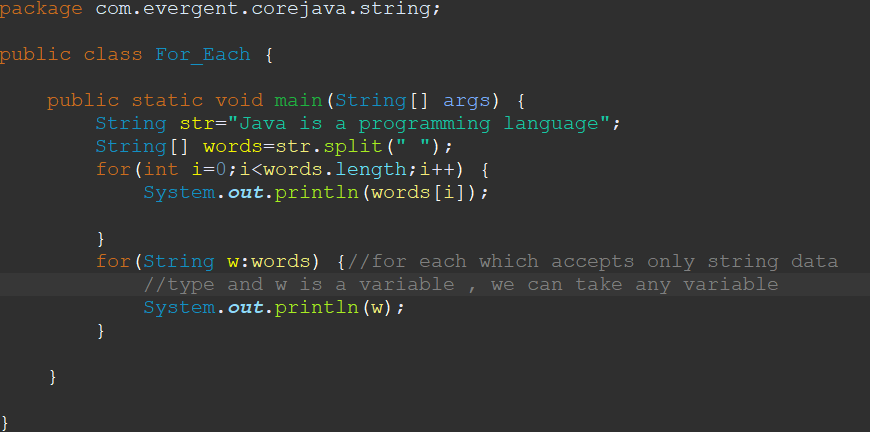 package com.evergent.corejava.string;
public class For_Each {
public static void main(String[] args) {
String str="Java is a programming language";
String[] words=str.split(" ");
for(int i=0;i<words.length;i++) {
System.out.println(words[i]);
}
for(String w:words) {//for each which accepts only string data
//type and w is a variable , we can take any variable
System.out.println(w);
}
}
}